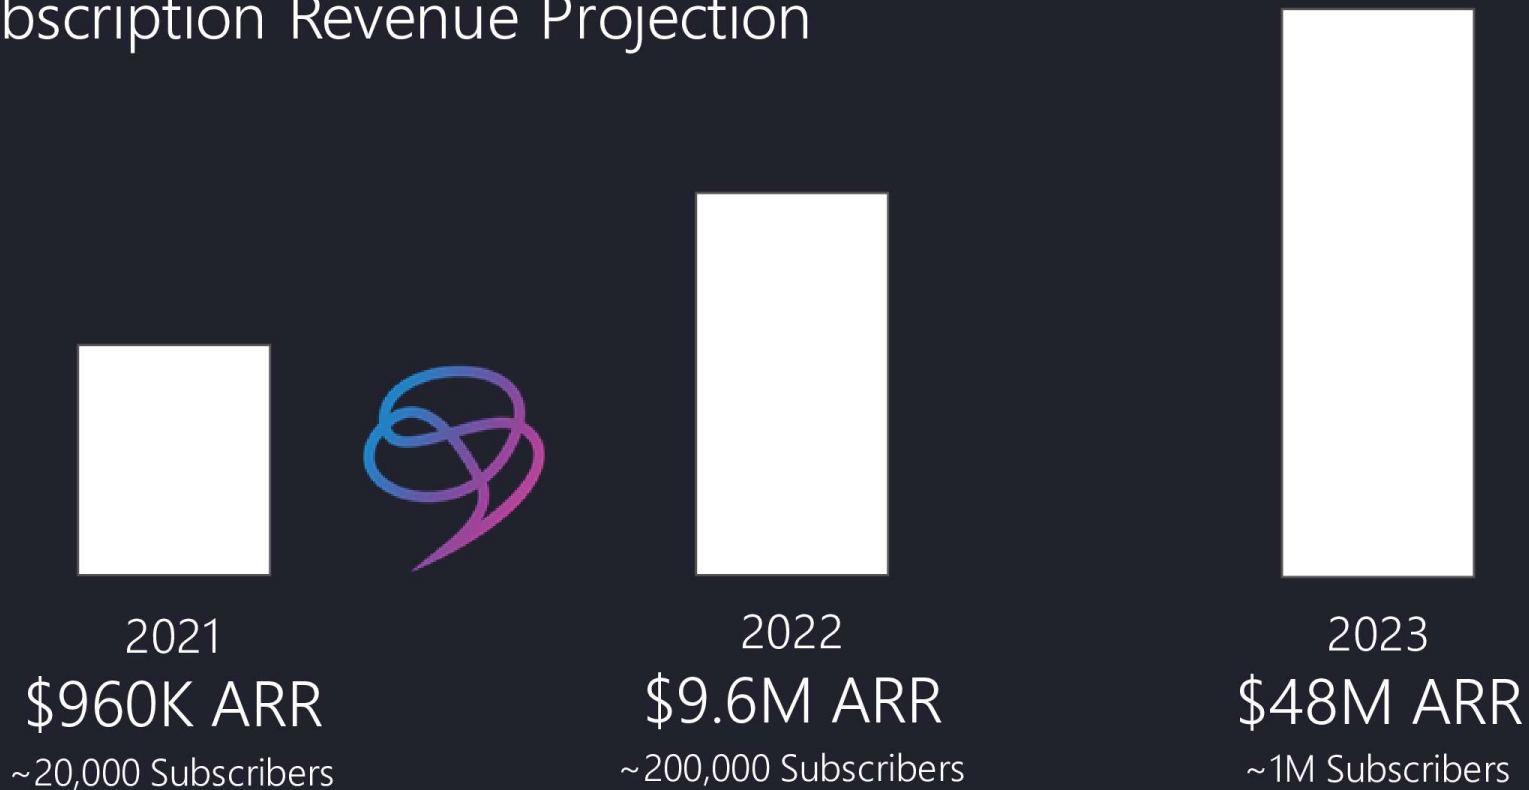 bscription Revenue Projection
2021
$960K ARR
~20,000 Subscribers
2022
$9.6M ARR
~200,000 Subscribers
2023
$48M ARR
~1M Subscribers